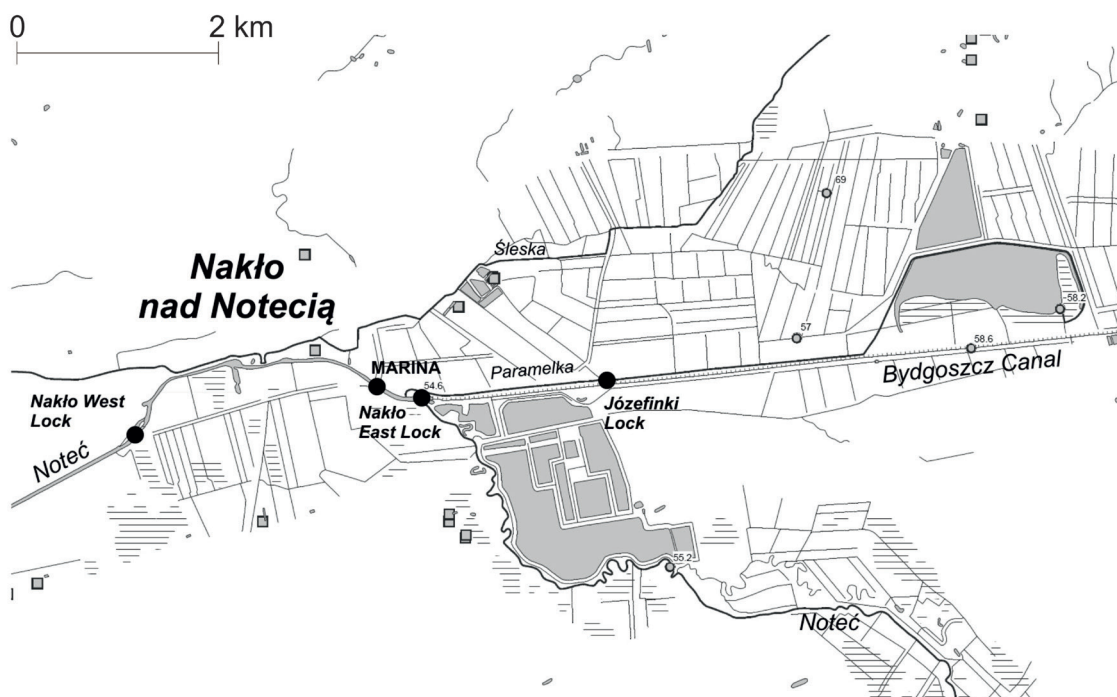 0 2 km
69
Śleska
Nakło
nad Notecią
-58.2
57
58.6
MARINA
Paramelka
Bydgoszcz Canal
54.6
Nakło West
Lock
Nakło
East Lock
Józefinki
Lock
Noteć
55.2
Noteć